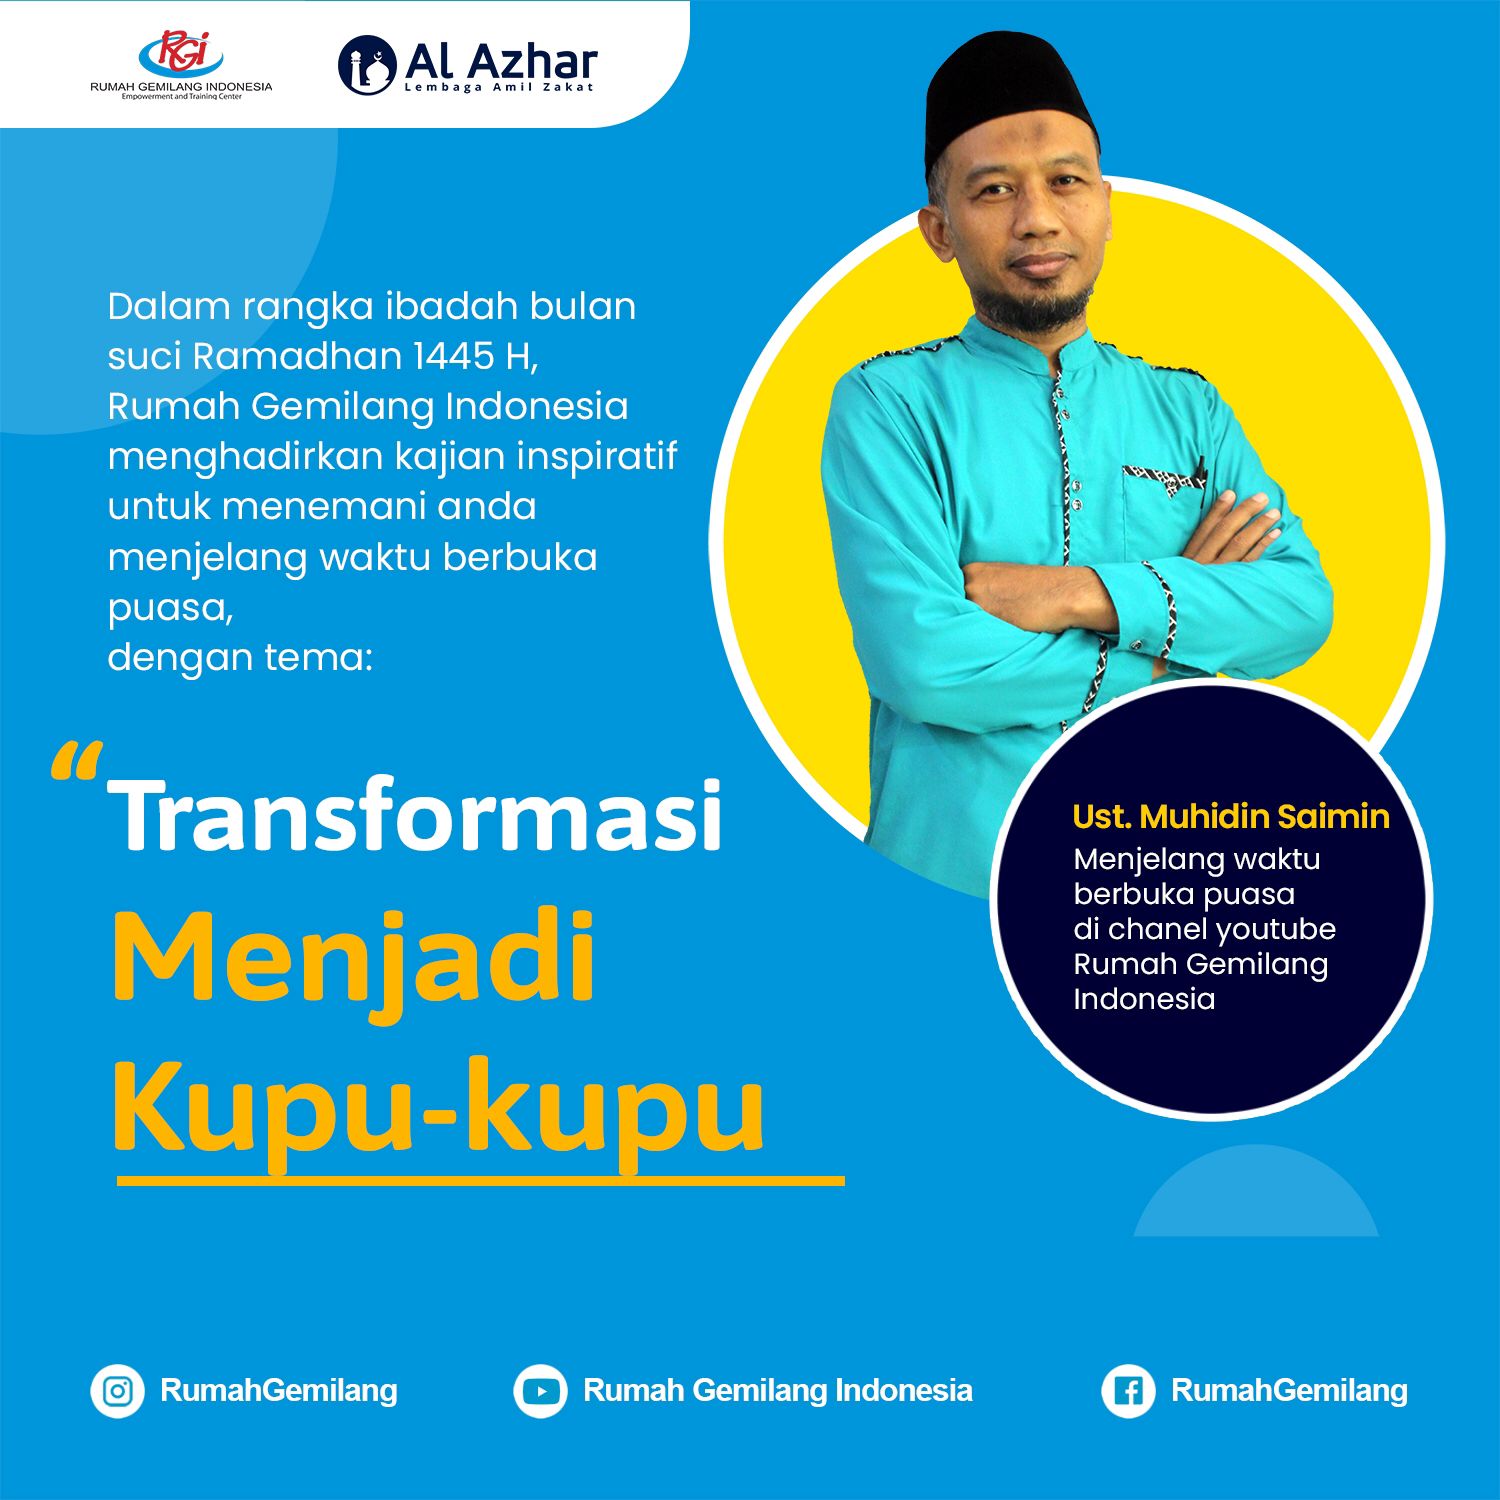 RGI
RUMAH GEMILANG INDONESIA
Empowerment and Training Center
Al Azhar
Lembaga Amil Zakat
Dalam rangka ibadah bulan
suci Ramadhan 1445 H,
Rumah Gemilang Indonesia
menghadirkan kajian inspiratif
untuk menemani anda
menjelang waktu berbuka
puasa,
dengan tema:
“Transformasi
Menjadi
Kupu-kupu
Ust. Muhidin Saimin
Menjelang waktu
berbuka puasa
di chanel youtube
Rumah Gemilang
Indonesia
RumahGemilang
Rumah Gemilang Indonesia
RumahGemilang